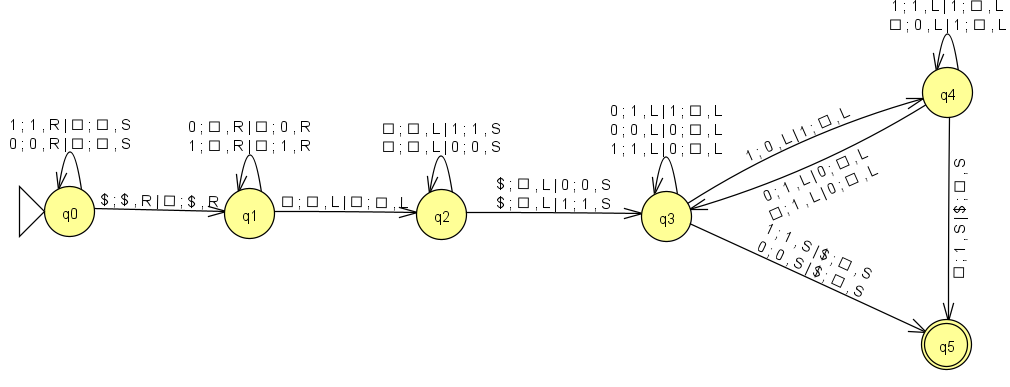 1;1,L|1;□,L
□;0,L|1;□,L
q4
1;1,R|□;□,S
0;0,R|□;□,S
0;□,R|□;0,R
1;□,R|□;1,R
□;□,L|1;1,S
□;□,L|0;0,S
0;1,L|1;□,L
0;0,L|0;□,L
1;1,L|0;□,L
1;0,L|1;□,L
0;1,L|0;□,L
□;1,L|0;□,L
q0
$;$,R|□;$,R
q1
□;□,L|□;□,L
q2
$;□,L|0;0,S
$;□,L|1;1,S
q3
1;1,S|$;□,S
0;0,S|$;□,S
□;1,S|$;□,S
q5